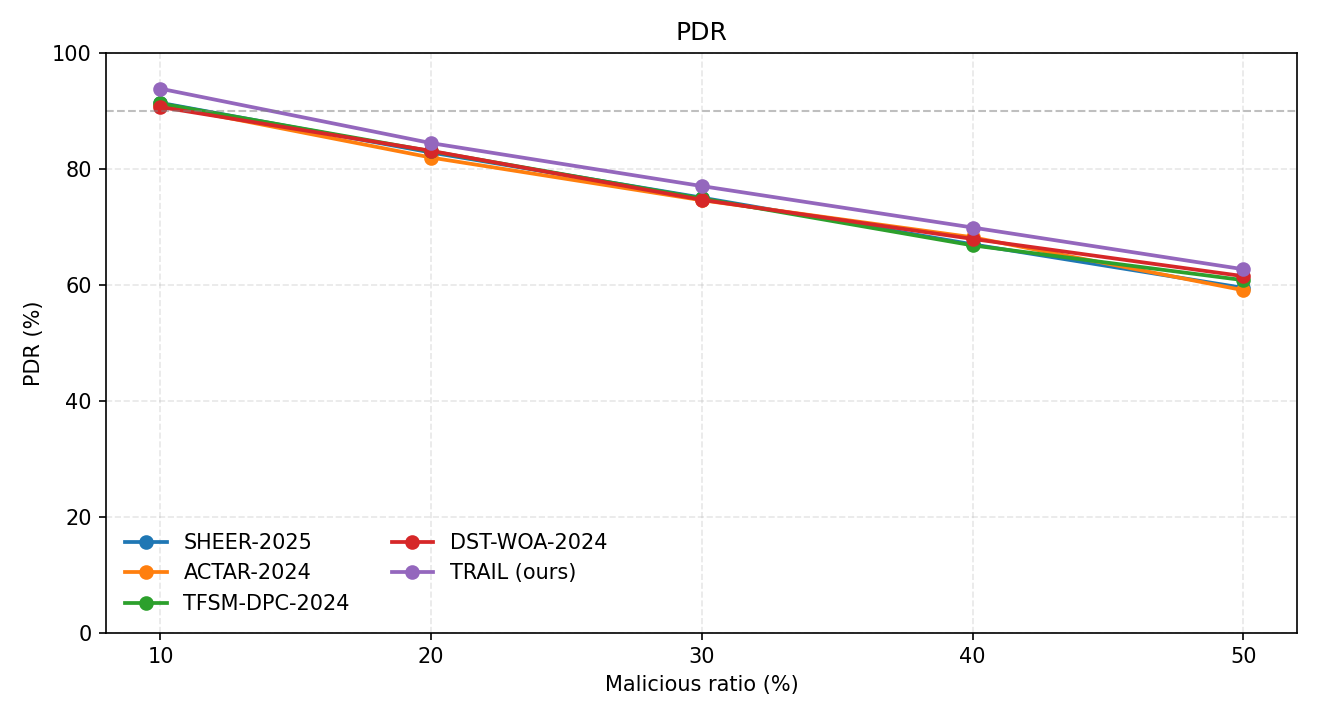 PDR
100
80
60
40
20
0
PDR (%)
SHEER-2025
ACTAR-2024
TFSM-DPC-2024
DST-WOA-2024
TRAIL (ours)
10 20 30 40 50
Malicious ratio (%)